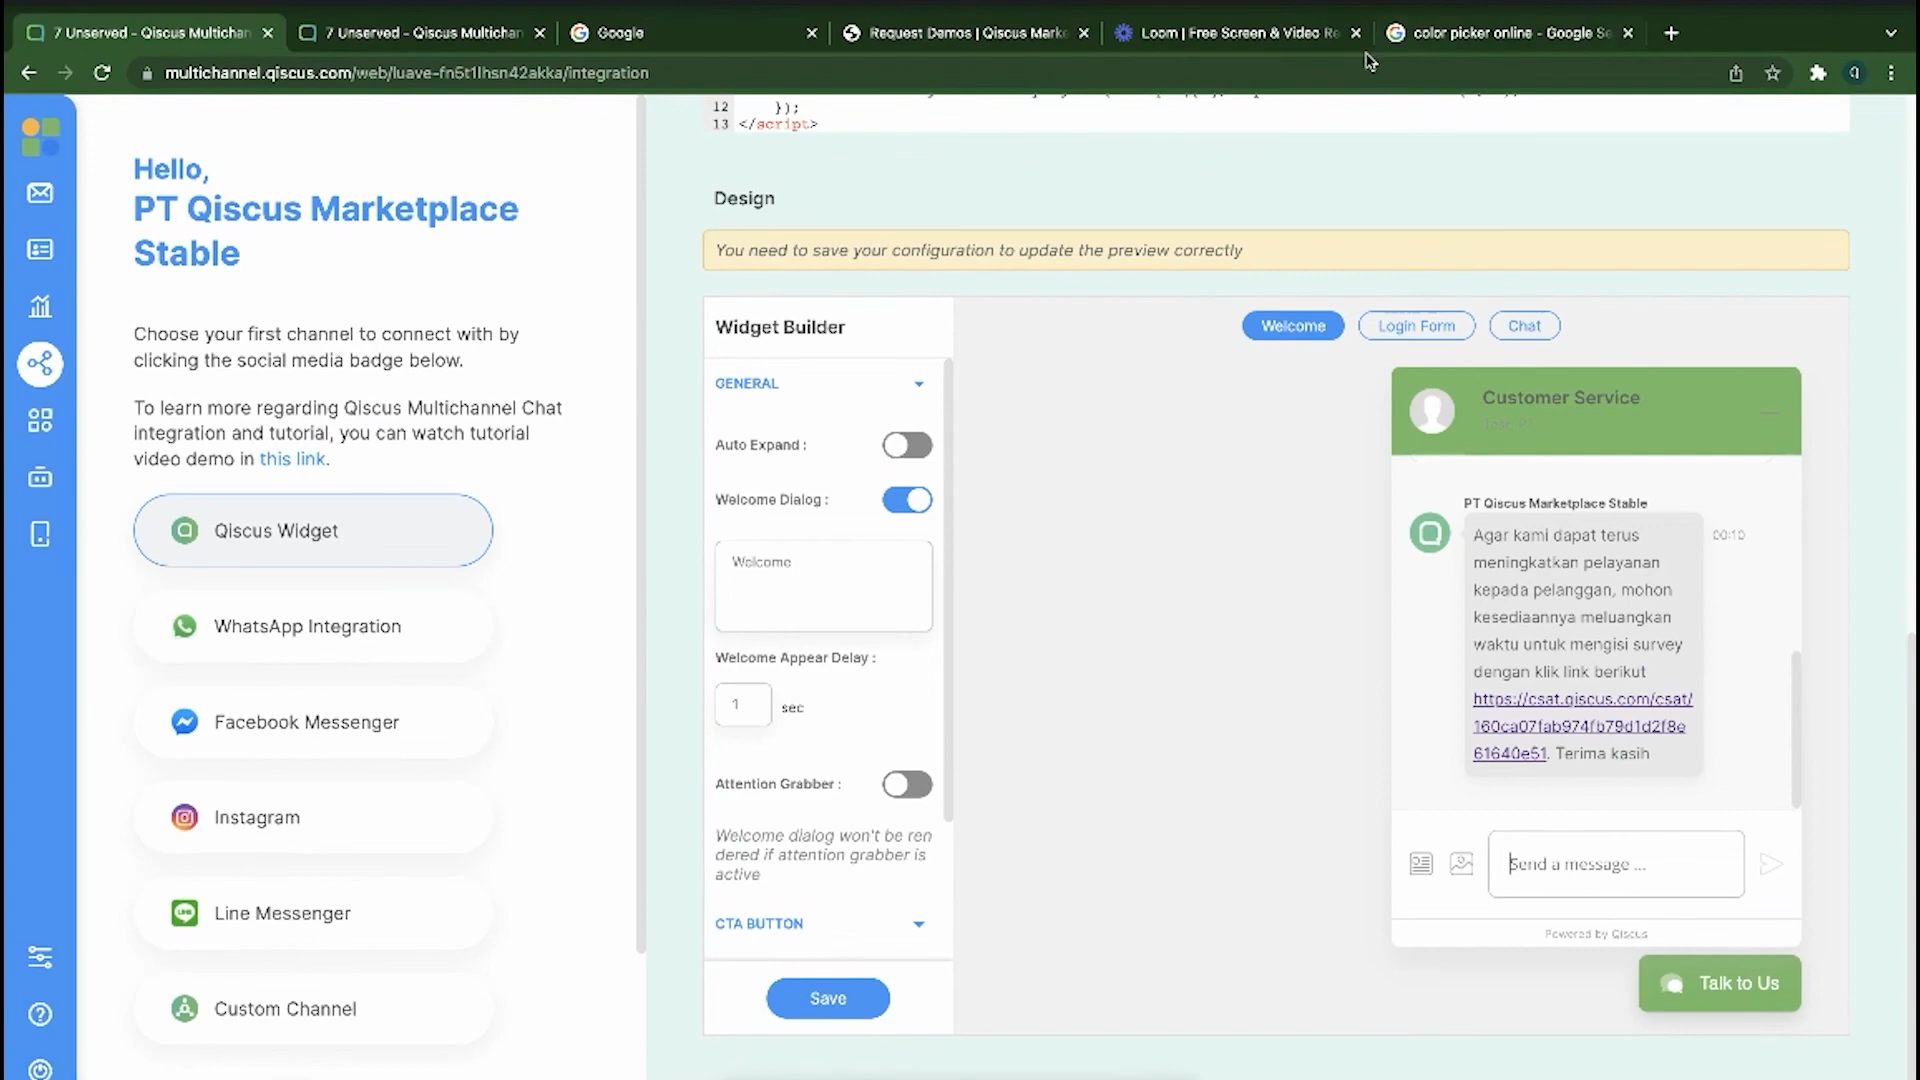 7 Unserved - Qiscus Multichan
7 Unserved - Qiscus Multichan
Google
Request Demos | Qiscus Marke
Loom | Free Screen & Video Re
color picker online - Google Se
multichannel.qiscus.com/web/luave-fn5t1lhsn42akka/integration
Hello,
PT Qiscus Marketplace
Stable
Choose your first channel to connect with by
clicking the social media badge below.
To learn more regarding Qiscus Multichannel Chat
integration and tutorial, you can watch tutorial
video demo in this link.
Qiscus Widget
WhatsApp Integration
Facebook Messenger
Instagram
Line Messenger
Custom Channel
12 });
13 </script>
Design
You need to save your configuration to update the preview correctly
Widget Builder
GENERAL
Auto Expand :
Welcome Dialog :
Welcome
Welcome Appear Delay :
1 sec
Attention Grabber :
Welcome dialog won't be ren
dered if attention grabber is
active
CTA BUTTON
Save
Welcome
Login Form
Chat
Customer Service
PT Qiscus Marketplace Stable
Agar kami dapat terus
meningkatkan pelayanan
kepada pelanggan, mohon
kesediaannya meluangkan
waktu untuk mengisi survey
dengan klik link berikut
https://csat.qiscus.com/csat/
160ca07fab974fb79d1d2f8e
61640e51. Terima kasih
00:10
Send a message ...
Powered by Qiscus
Talk to Us